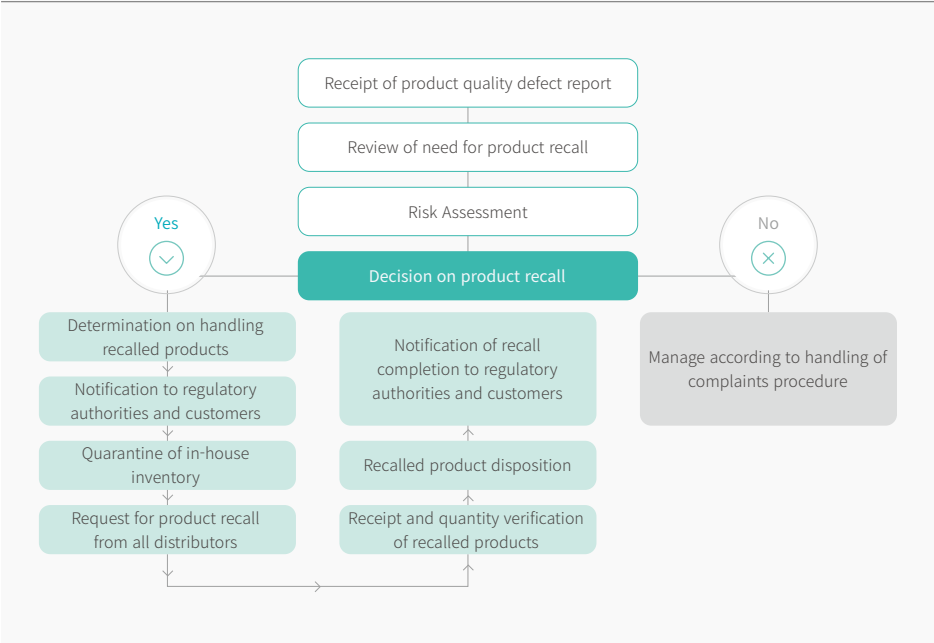 Receipt of product quality defect report
Review of need for product recall
Risk Assessment
Yes
No
Decision on product recall
Determination on handling
recalled products
Notification to regulatory
authorities and customers
Quarantine of in-house
inventory
Request for product recall
from all distributors
Receipt and quantity verification
of recalled products
Recalled product disposition
Notification of recall
completion to regulatory
authorities and customers
Manage according to handling of
complaints procedure